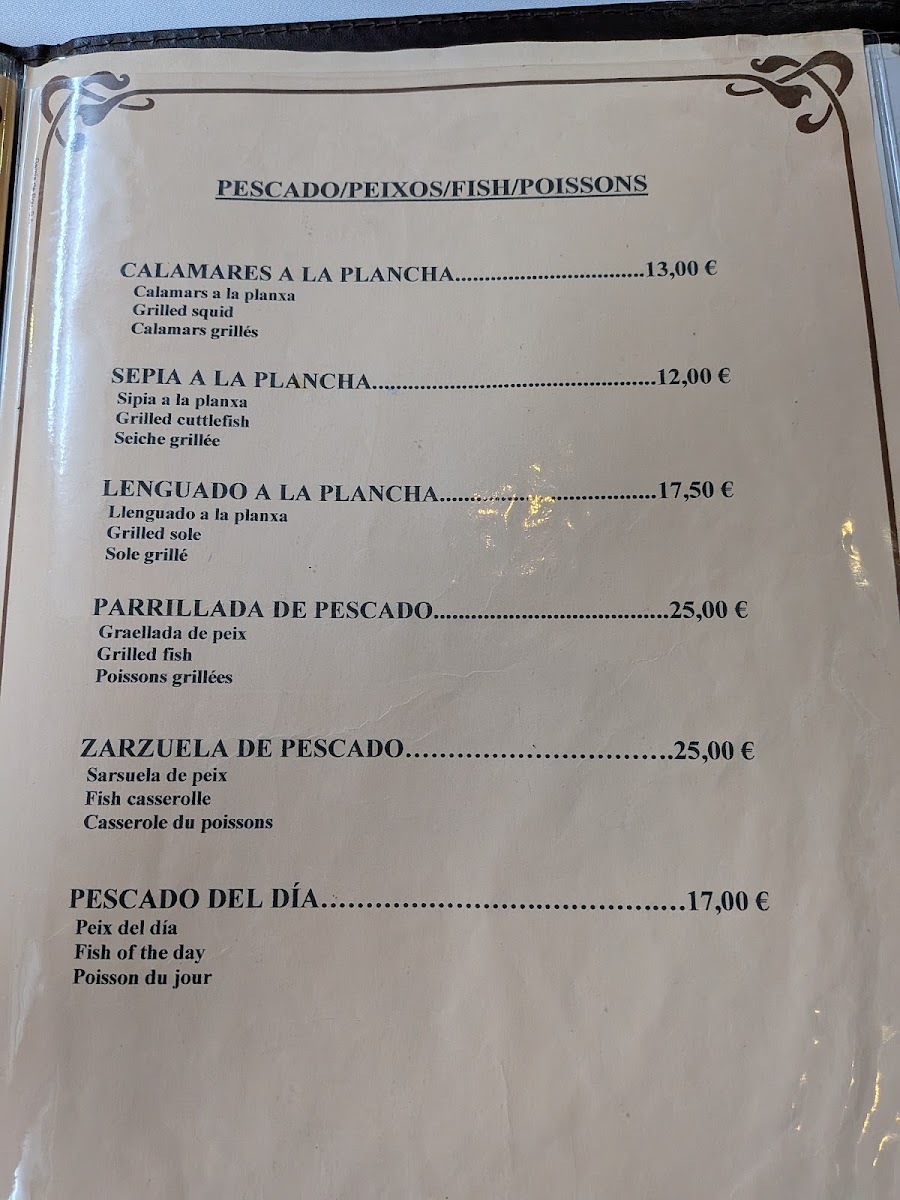 PESCADO/PEIXOS/FISH/POISSONS
CALAMARES A LA PLANCHA................................13,00 €
Calamars a la planxa
Grilled squid
Calamars grillés
SEPIA A LA PLANCHA................................................12,00 €
Sipia a la planxa
Grilled cuttlefish
Seiche grillée
LENGUADO A LA PLANCHA....................................17,50 €
Llenguado a la planxa
Grilled sole
Sole grillé
PARRILLADA DE PESCADO......................................25,00 €
Graellada de peix
Grilled fish
Poissons grillées
ZARZUELA DE PESCADO…………………………….25,00 €
Sarsuela de peix
Fish casserolle
Casserole du poissons
PESCADO DEL DÍA…………………….……………….…17,00 €
Peix del día
Fish of the day
Poisson du jour